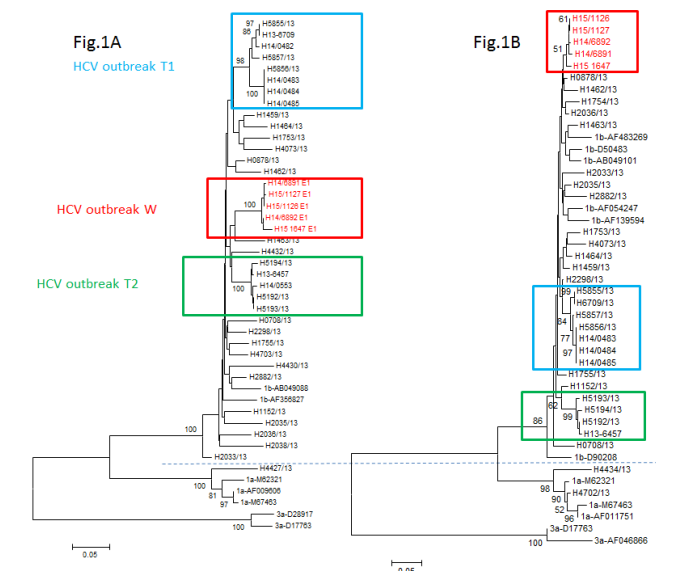 Fig.1A
HCV outbreak T1
97
H5855/13
86
H13-6709
H14/0482
98
H5857/13
H5856/13
H14/0483
100
H14/0484
H14/0485
H1459/13
H1464/13
H1753/13
H4073/13
H0878/13
H1462/13
HCV outbreak W
H14/6891 E1
H15/1127 E1
100
H15/1126 E1
H14/6892 E1
H15 1647 E1
H1463/13
H4432/13
HCV outbreak T2
H5194/13
H13-6457
100
H14/0553
H5192/13
H5193/13
H0708/13
H2298/13
H1755/13
H4703/13
H4430/13
H2882/13
1b-AB049088
1b-AF356827
H1152/13
H2035/13
100
H2036/13
H2038/13
H2033/13
H4427/13
100
1a-M62321
81
1a-AF009606
97
1a-M67463
3a-D28917
100
3a-D17763
0.05
Fig.1B
61
H15/1126
H15/1127
H14/6892
51
H14/6891
H15 1647
H0878/13
H1462/13
H1754/13
H2036/13
H1463/13
1b-AF483269
1b-D50483
1b-AB049101
H2033/13
H2035/13
H2882/13
1b-AF054247
1b-AF139594
H1753/13
H4073/13
H1464/13
H1459/13
H2298/13
99
H5855/13
H6709/13
84
H5857/13
H5856/13
77
H14/0483
97
H14/0484
H14/0485
H1755/13
H1152/13
62
H5193/13
99
H5194/13
86
H5192/13
H13-6457
H0708/13
1b-D90208
H4434/13
98
1a-M62321
90
H4702/13
52
1a-M67463
96
1a-AF011751
3a-D17763
100
3a-AF046866
0.05